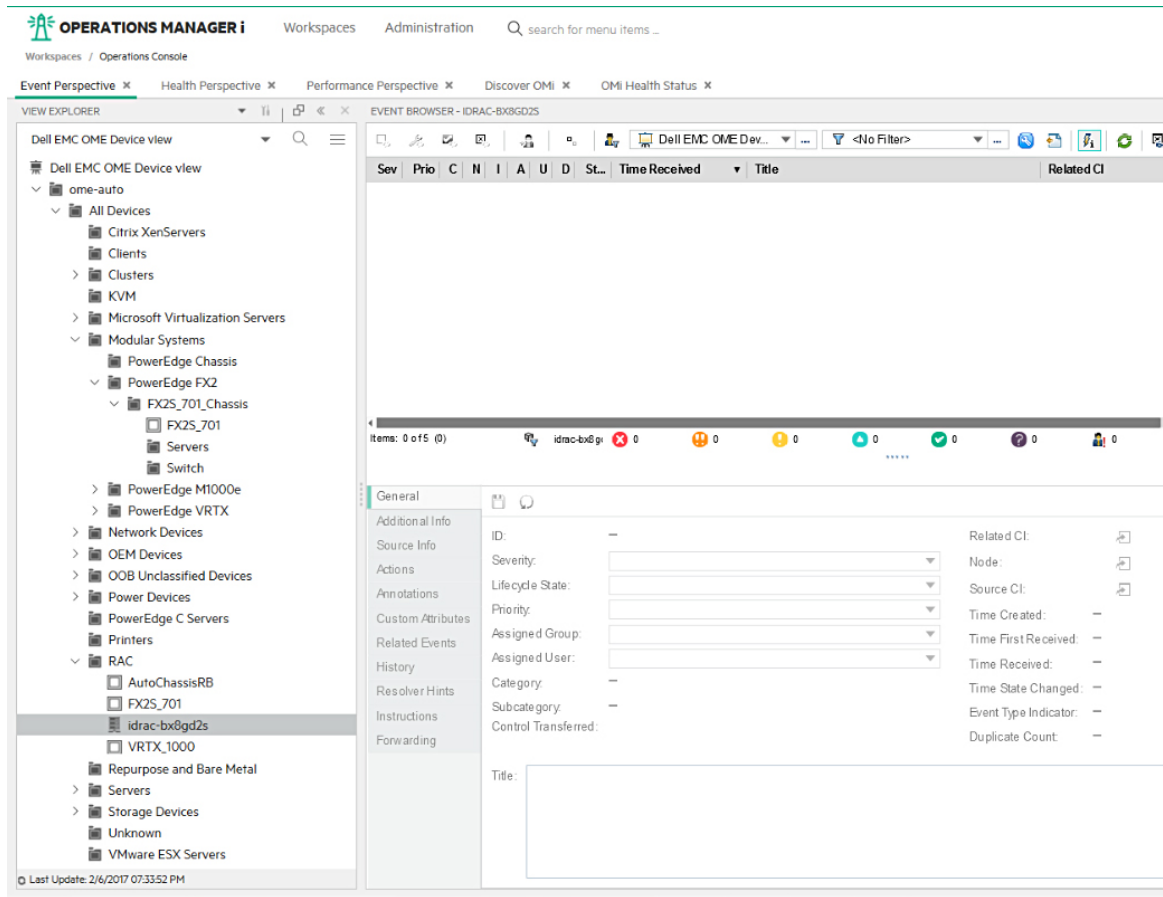 OPERATIONS MANAGER i Workspaces Administration search for menu items ...
Workspaces / Operations Console
Event Perspective × Health Perspective × Performance Perspective × Discover OMi × OMi Health Status ×
VIEW EXPLORER
Dell EMC OME Device view
Dell EMC OME Device view
ome-auto
All Devices
Citrix XenServers
Clients
Clusters
KVM
Microsoft Virtualization Servers
Modular Systems
PowerEdge Chassis
PowerEdge FX2
FX2S_701_Chassis
FX2S_701
Servers
Switch
PowerEdge M1000e
PowerEdge VRTX
Network Devices
OEM Devices
OOB Unclassified Devices
Power Devices
PowerEdge C Servers
Printers
RAC
AutoChassisRB
FX2S_701
idrac-bx8gd2s
VRTX_1000
Repurpose and Bare Metal
Servers
Storage Devices
Unknown
VMware ESX Servers
Last Update: 2/6/2017 07:33:52 PM
EVENT BROWSER - IDRAC-BX8GD2S
Dell EMC OME Dev... ... <No Filter> ...
Sev Prio C N I A U D St... Time Received Title Related CI
Items: 0 of 5 (0) idrac-bx8g 0 0 0 0 0 0 0
General
Additional Info
Source Info
Actions
Annotations
Custom Attributes
Related Events
History
Resolver Hints
Instructions
Forwarding
ID: –
Severity:
Lifecycle State:
Priority:
Assigned Group:
Assigned User:
Category: –
Subcategory: –
Control Transferred:
Related CI:
Node:
Source CI:
Time Created: –
Time First Received: –
Time Received: –
Time State Changed: –
Event Type Indicator: –
Duplicate Count: –
Title: